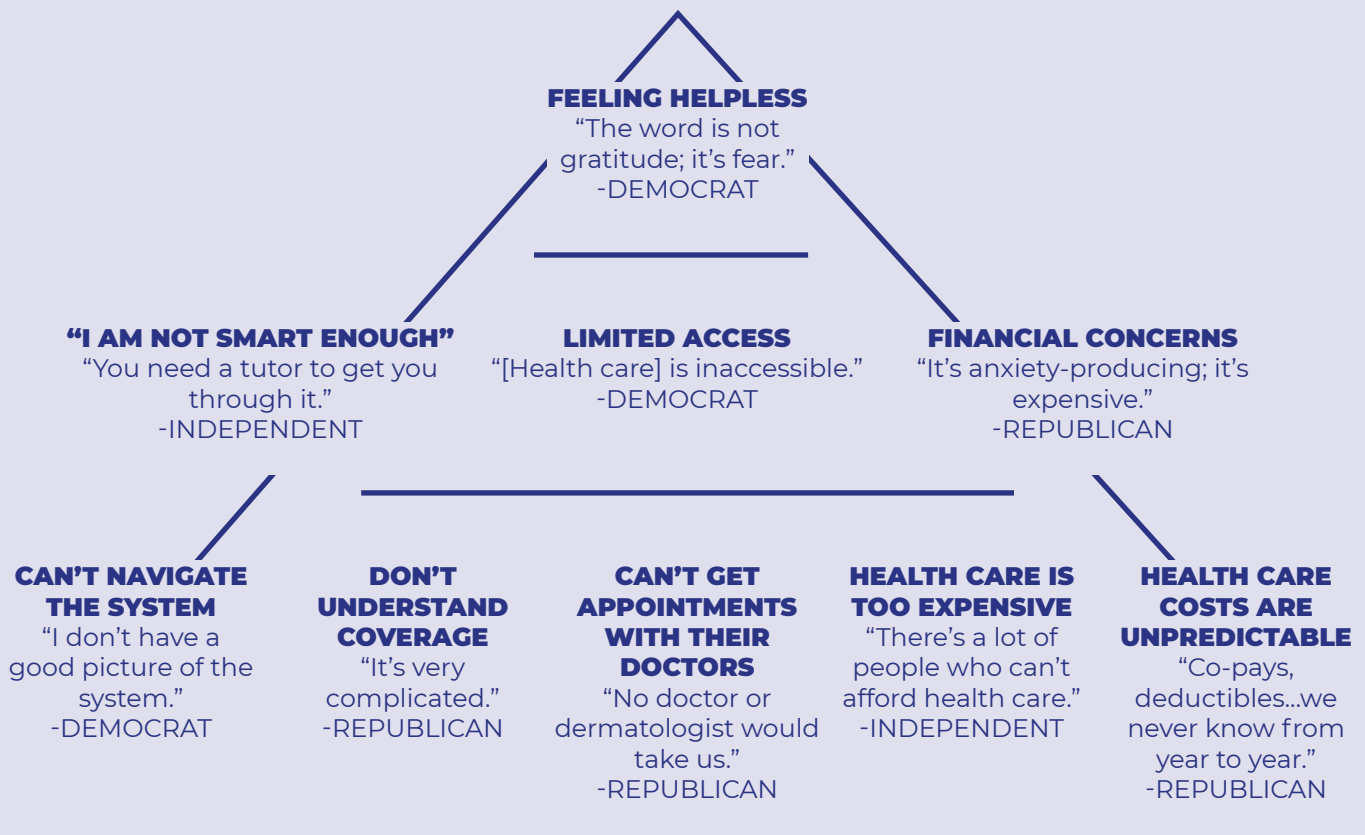 FEELING HELPLESS
“The word is not
gratitude; it’s fear.”
-DEMOCRAT
“I AM NOT SMART ENOUGH”
“You need a tutor to get you
through it.”
-INDEPENDENT
LIMITED ACCESS
“[Health care] is inaccessible.”
-DEMOCRAT
FINANCIAL CONCERNS
“It’s anxiety-producing; it’s
expensive.”
-REPUBLICAN
CAN’T NAVIGATE
THE SYSTEM
“I don’t have a
good picture of the
system.”
-DEMOCRAT
DON’T
UNDERSTAND
COVERAGE
“It’s very
complicated.”
-REPUBLICAN
CAN’T GET
APPOINTMENTS
WITH THEIR
DOCTORS
“No doctor or
dermatologist would
take us.”
-REPUBLICAN
HEALTH CARE IS
TOO EXPENSIVE
“There’s a lot of
people who can’t
afford health care.”
-INDEPENDENT
HEALTH CARE
COSTS ARE
UNPREDICTABLE
“Co-pays,
deductibles...we
never know from
year to year.”
-REPUBLICAN